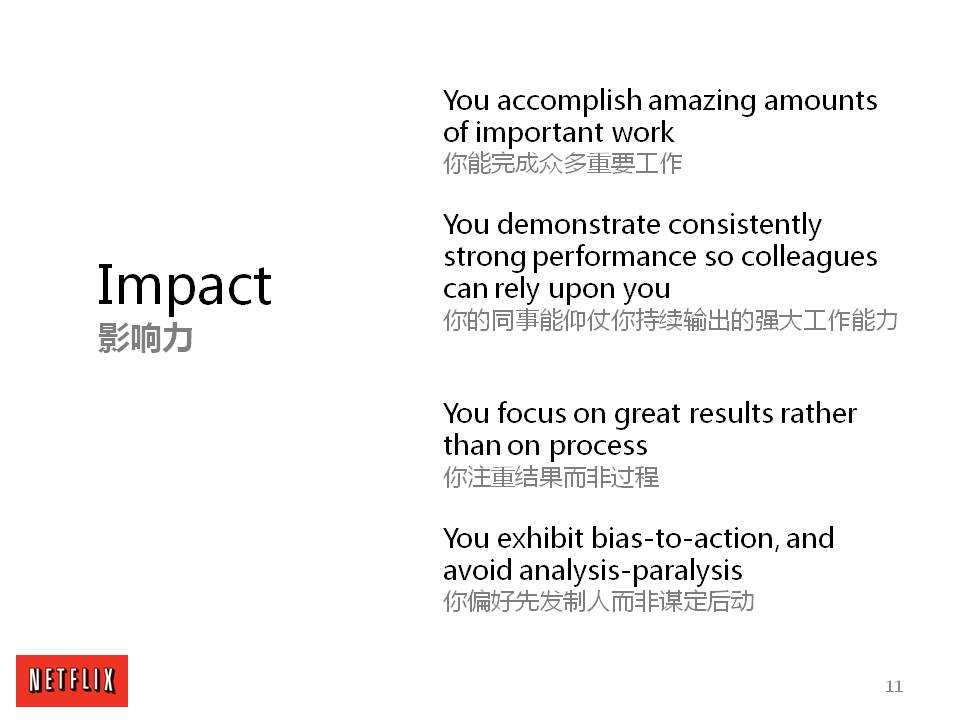 Impact
影响力
You accomplish amazing amounts
of important work
你能完成众多重要工作
You demonstrate consistently
strong performance so colleagues
can rely upon you
你的同事能仰仗你持续输出的强大工作能力
You focus on great results rather
than on process
你注重结果而非过程
You exhibit bias-to-action, and
avoid analysis-paralysis
你偏好先发制人而非谋定后动
NETFLIX
11